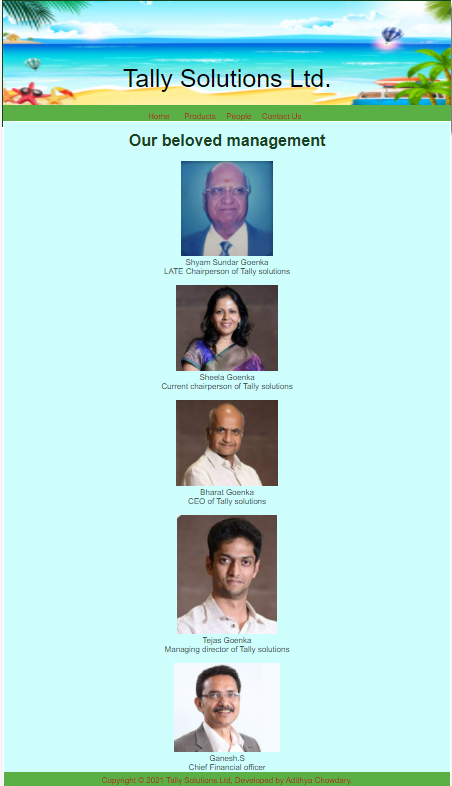 Tally Solutions Ltd.
Home Products People Contact Us
Our beloved management
Shyam Sundar Goenka
LATE Chairperson of Tally solutions
Sheela Goenka
Current chairperson of Tally solutions
Bharat Goenka
CEO of Tally solutions
Tejas Goenka
Managing director of Tally solutions
Ganesh.S
Chief Financial officer
Copyright © 2021 Tally Solutions Ltd, Developed by Adithya Chowdary.